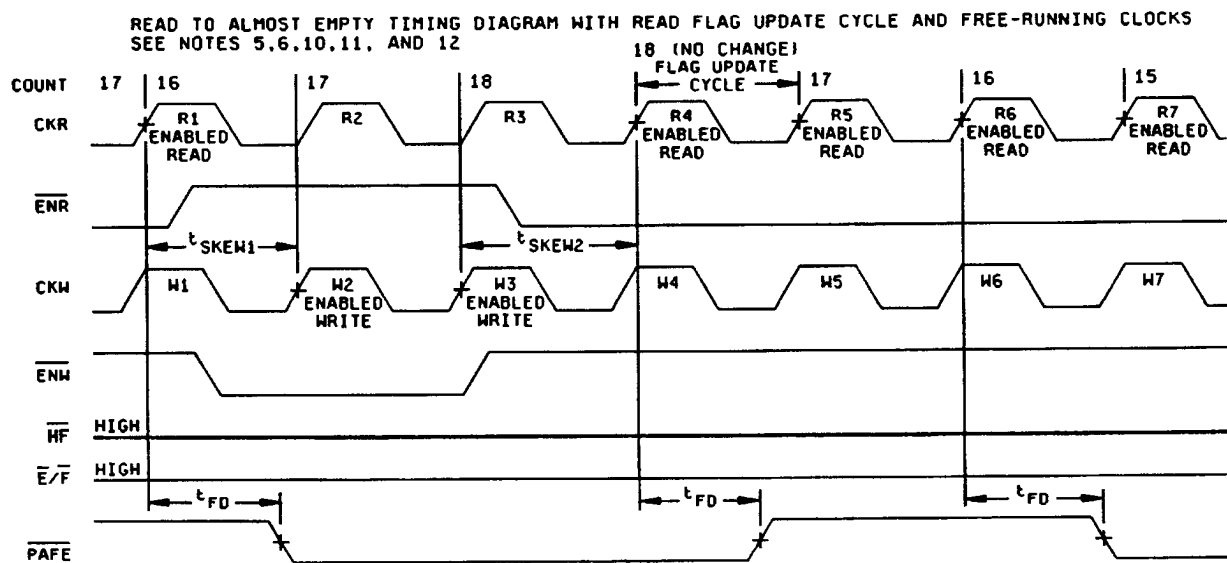 READ TO ALMOST EMPTY TIMING DIAGRAM WITH READ FLAG UPDATE CYCLE AND FREE-RUNNING CLOCKS
SEE NOTES 5,6,10,11, AND 12
18 (NO CHANGE)
FLAG UPDATE
CYCLE
COUNT 17 16 17 18 17 16 15
CKR
R1 ENABLED READ
R2
R3
R4 ENABLED READ
R5 ENABLED READ
R6 ENABLED READ
R7 ENABLED READ
ENR
tSKEW1 tSKEW2
CKW
W1
W2 ENABLED WRITE
W3 ENABLED WRITE
W4
W5
W6
W7
ENW
HF HIGH
E/F HIGH
tFD tFD tFD
PAFE